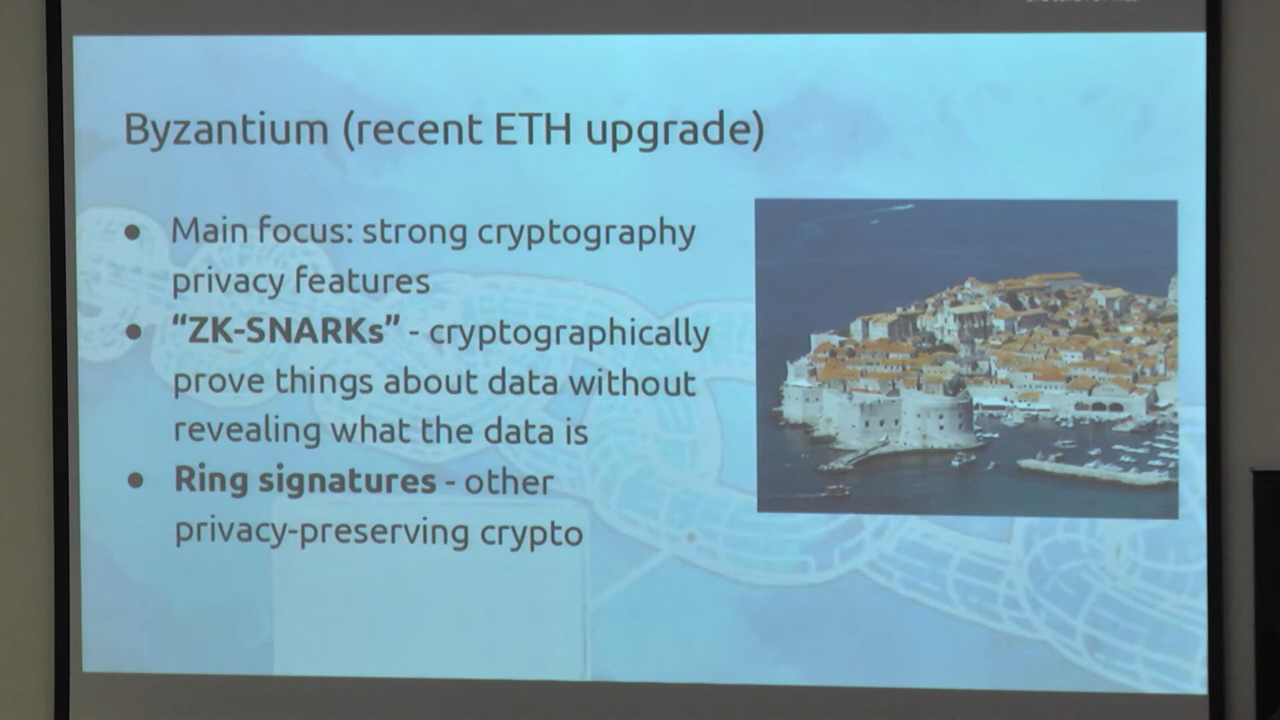 Byzantium (recent ETH upgrade)
● Main focus: strong cryptography
privacy features
● “ZK-SNARKs” - cryptographically
prove things about data without
revealing what the data is
● Ring signatures - other
privacy-preserving crypto